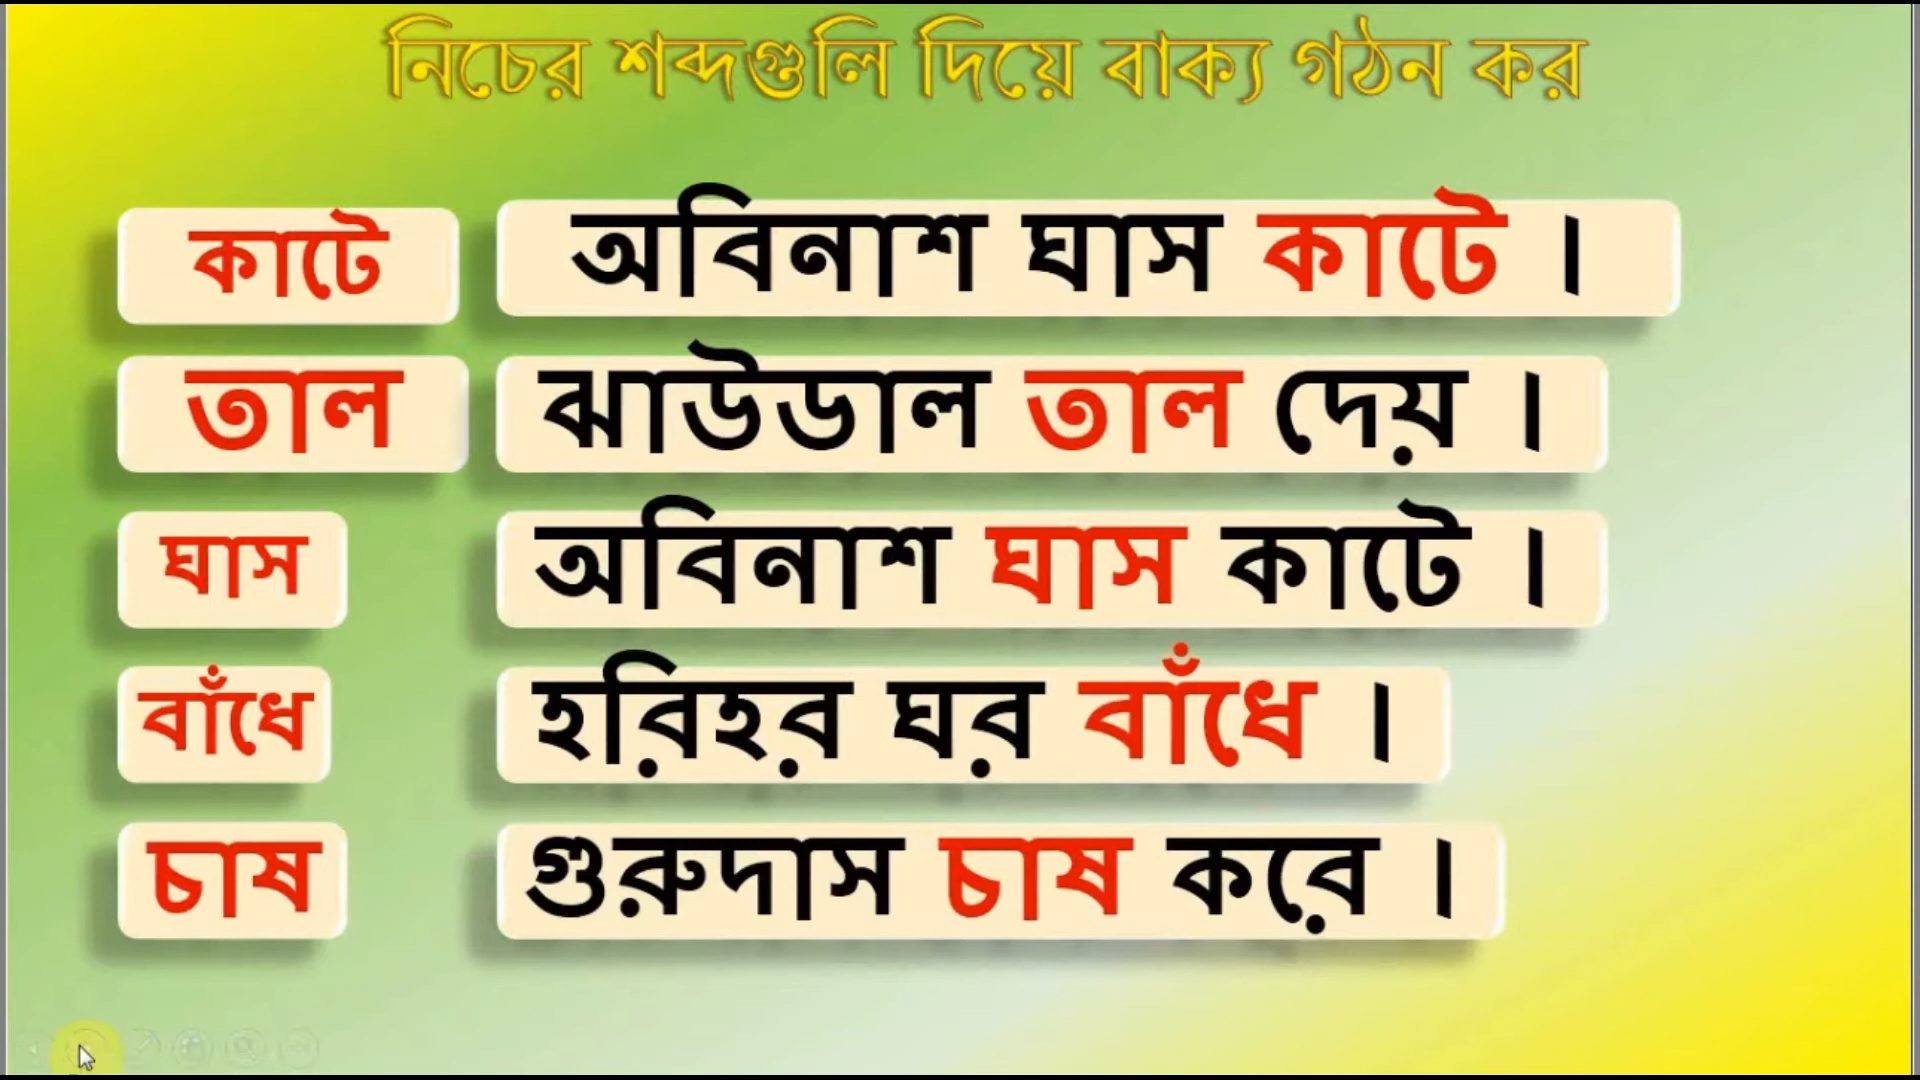 নিচের শব্দগুলি দিয়ে বাক্য গঠন কর
কাটে অবিনাশ ঘাস কাটে ।
তাল ঝাউডাল তাল দেয় ।
ঘাস অবিনাশ ঘাস কাটে ।
বাঁধে হরিহর ঘর বাঁধে ।
চাষ গুরুদাস চাষ করে ।